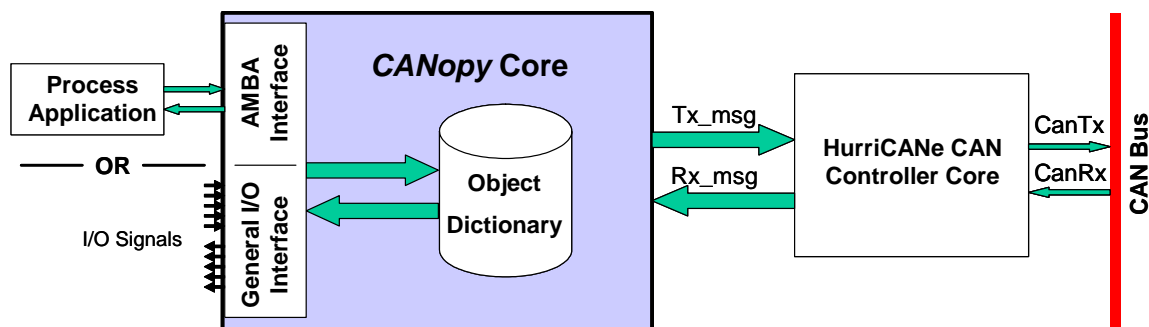 Process
Application
OR
I/O Signals
AMBA
Interface
General I/O
Interface
CANopy Core
Object
Dictionary
Tx_msg
Rx_msg
HurriCANe CAN
Controller Core
CanTx
CanRx
CAN Bus